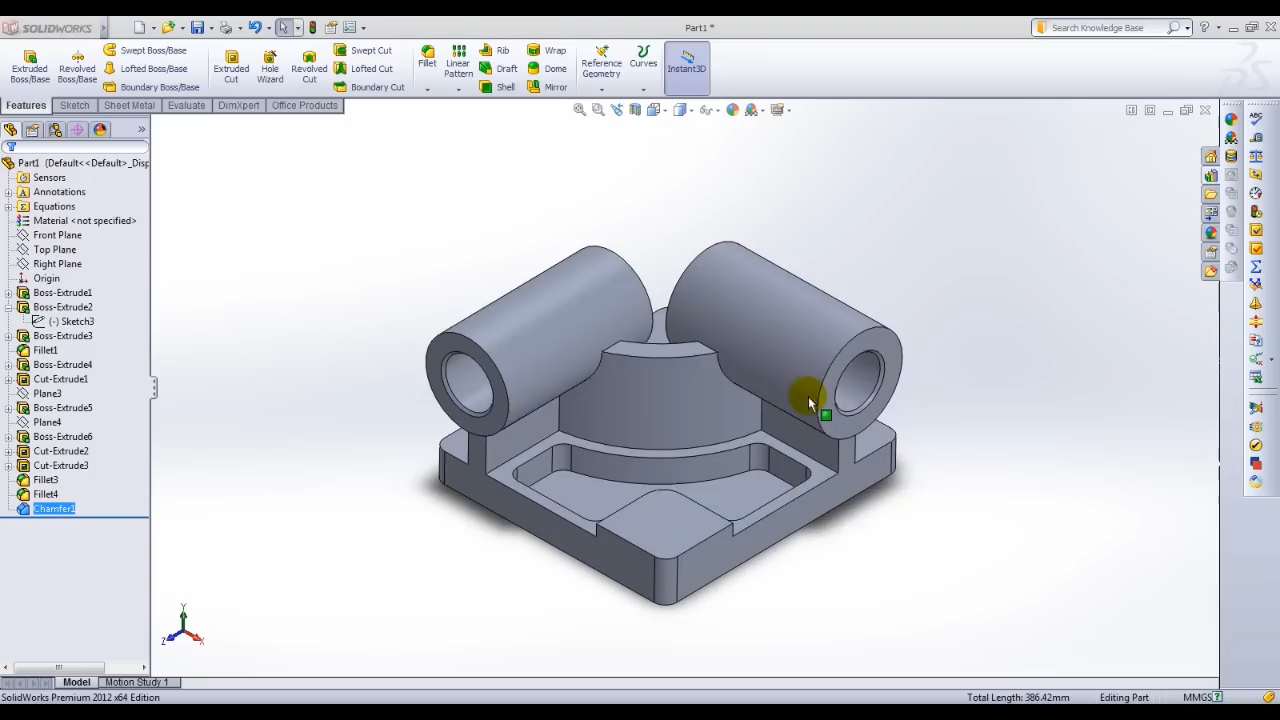 SOLIDWORKS
Part1 *
Search Knowledge Base
Extruded Boss/Base
Revolved Boss/Base
Swept Boss/Base
Lofted Boss/Base
Boundary Boss/Base
Extruded Cut
Hole Wizard
Revolved Cut
Swept Cut
Lofted Cut
Boundary Cut
Fillet
Linear Pattern
Rib
Draft
Shell
Wrap
Dome
Mirror
Reference Geometry
Curves
Instant3D
Features Sketch Sheet Metal Evaluate DimXpert Office Products
Part1 (Default<<Default>_Disp
Sensors
Annotations
Equations
Material <not specified>
Front Plane
Top Plane
Right Plane
Origin
Boss-Extrude1
Boss-Extrude2
(-) Sketch3
Boss-Extrude3
Fillet1
Boss-Extrude4
Cut-Extrude1
Plane3
Boss-Extrude5
Plane4
Boss-Extrude6
Cut-Extrude2
Cut-Extrude3
Fillet3
Fillet4
Chamfer1
Y
Z X
Model Motion Study 1
SolidWorks Premium 2012 x64 Edition
Total Length: 386.42mm Editing Part MMGS